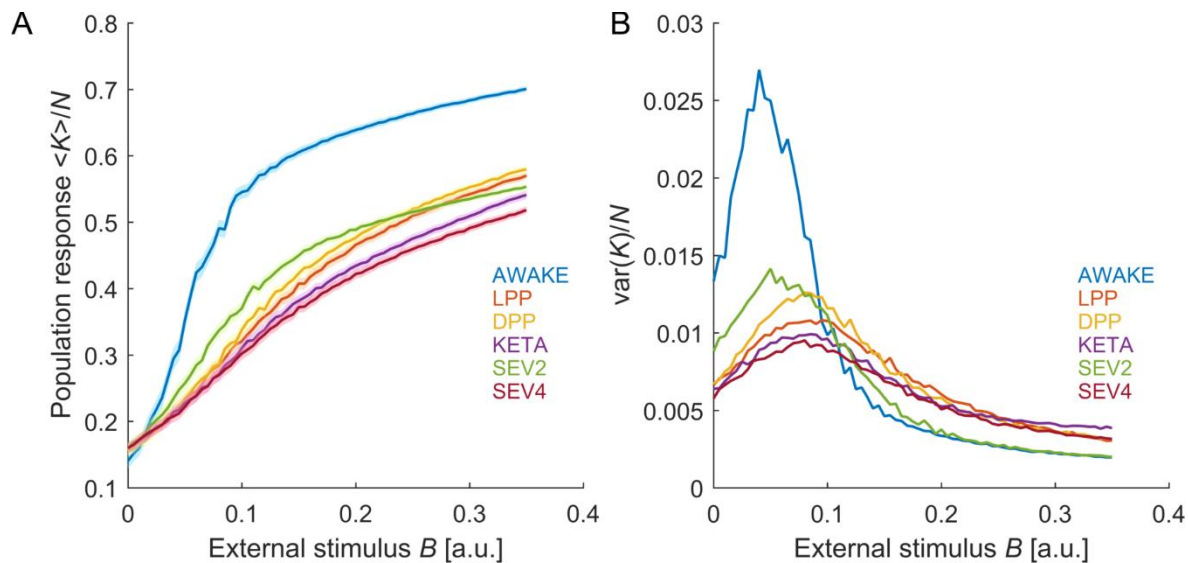 A
Population response <K>/N
0.8
0.7
0.6
0.5
0.4
0.3
0.2
0.1
0
0.1
0.2
0.3
0.4
External stimulus B [a.u.]
AWAKE
LPP
DPP
KETA
SEV2
SEV4
B
var(K)/N
0.03
0.025
0.02
0.015
0.01
0.005
0
0
0.1
0.2
0.3
0.4
External stimulus B [a.u.]
AWAKE
LPP
DPP
KETA
SEV2
SEV4